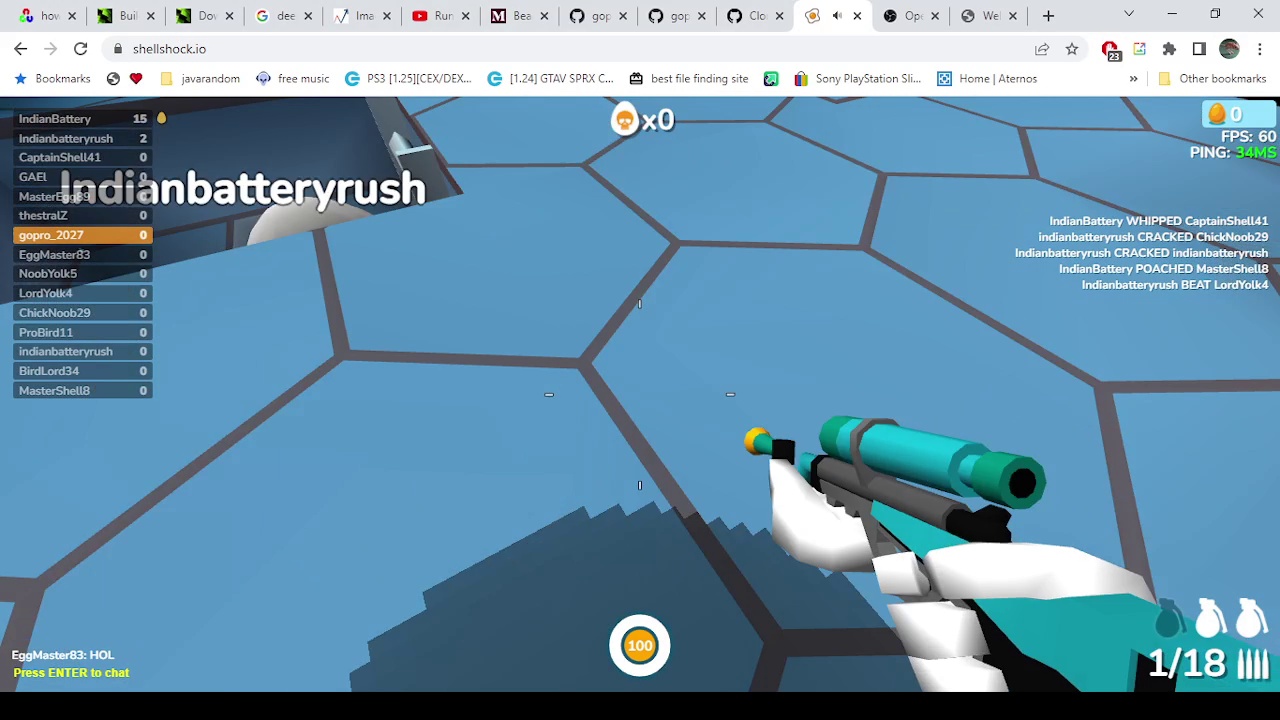 how
Buil
Dov
dee
Ima
Rur
Bea
gop
gop
Clo
Ope
Wel
shellshock.io
23
Bookmarks
javarandom
free music
PS3 [1.25][CEX/DEX...
[1.24] GTAV SPRX C...
best file finding site
Sony PlayStation Sli...
Home | Aternos
»
Other bookmarks
IndianBattery 15
Indianbatteryrush 2
CaptainShell41 0
GAEl 0
MasterEgg89 0
thestralZ 0
gopro_2027 0
EggMaster83 0
NoobYolk5 0
LordYolk4 0
ChickNoob29 0
ProBird11 0
indianbatteryrush 0
BirdLord34 0
MasterShell8 0
Indianbatteryrush
x0
0
FPS: 60
PING: 34MS
IndianBattery WHIPPED CaptainShell41
indianbatteryrush CRACKED ChickNoob29
Indianbatteryrush CRACKED indianbatteryrush
IndianBattery POACHED MasterShell8
Indianbatteryrush BEAT LordYolk4
EggMaster83: HOL
Press ENTER to chat
100
1/18